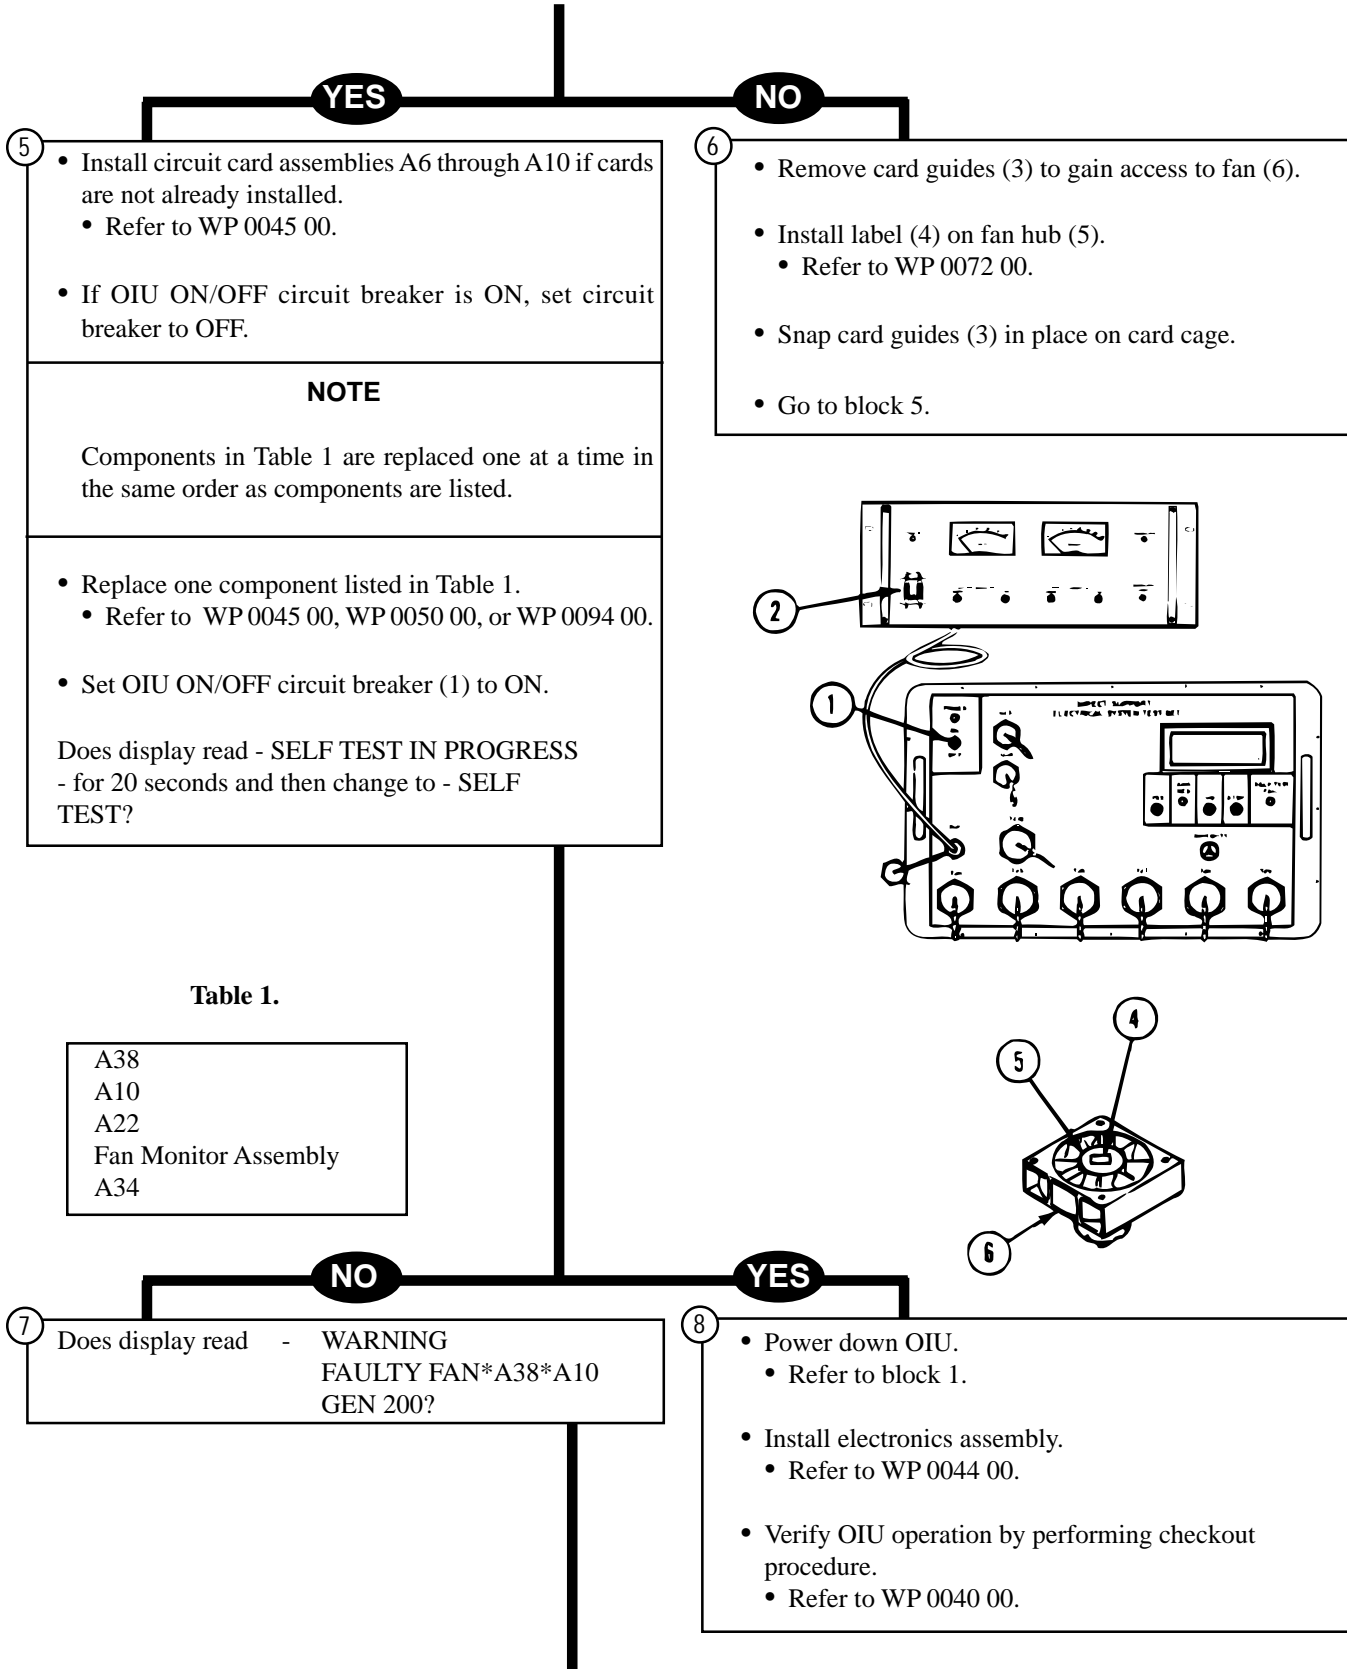 YES
NO
5
• Install circuit card assemblies A6 through A10 if cards
are not already installed.
• Refer to WP 0045 00.
• If OIU ON/OFF circuit breaker is ON, set circuit
breaker to OFF.
NOTE
Components in Table 1 are replaced one at a time in
the same order as components are listed.
• Replace one component listed in Table 1.
• Refer to WP 0045 00, WP 0050 00, or WP 0094 00.
• Set OIU ON/OFF circuit breaker (1) to ON.
Does display read - SELF TEST IN PROGRESS
- for 20 seconds and then change to - SELF
TEST?
6
• Remove card guides (3) to gain access to fan (6).
• Install label (4) on fan hub (5).
• Refer to WP 0072 00.
• Snap card guides (3) in place on card cage.
• Go to block 5.
2
1
4
5
6
Table 1.
A38
A10
A22
Fan Monitor Assembly
A34
NO
YES
7
Does display read - WARNING
FAULTY FAN*A38*A10
GEN 200?
8
• Power down OIU.
• Refer to block 1.
• Install electronics assembly.
• Refer to WP 0044 00.
• Verify OIU operation by performing checkout
procedure.
• Refer to WP 0040 00.